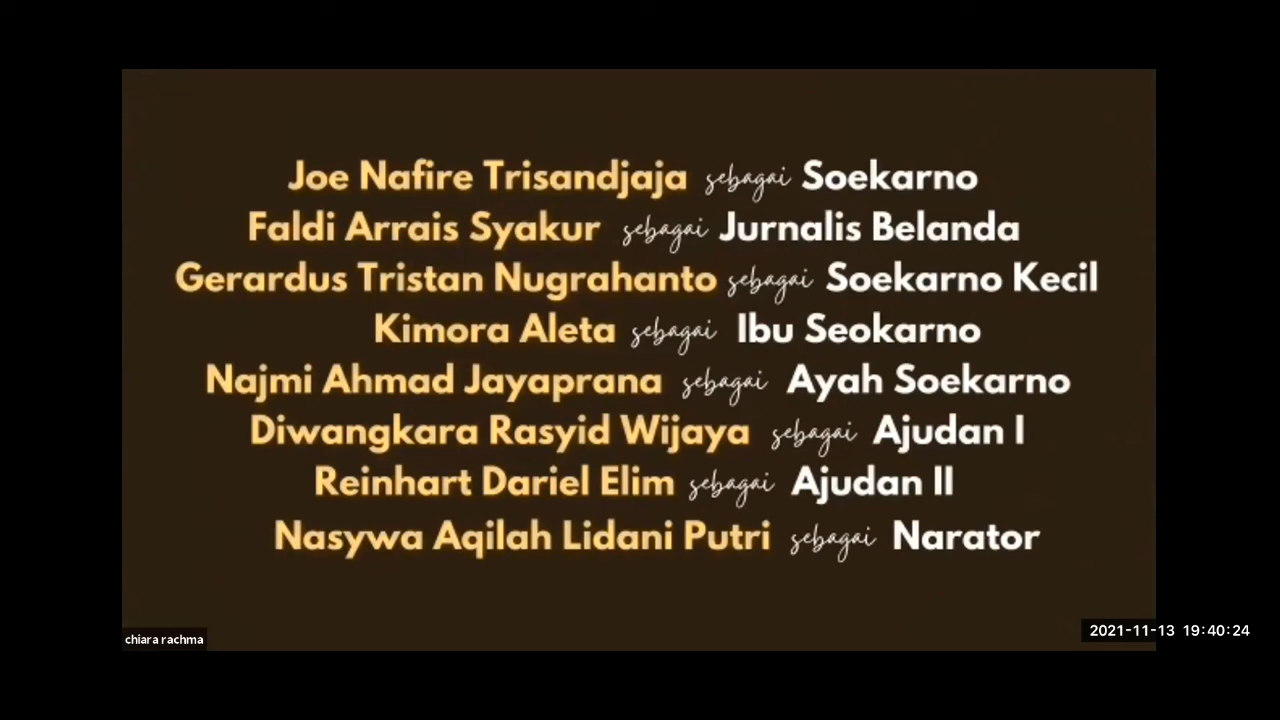 Joe Nafire Trisandjaja sebagai Soekarno
Faldi Arrais Syakur sebagai Jurnalis Belanda
Gerardus Tristan Nugrahanto sebagai Soekarno Kecil
Kimora Aleta sebagai Ibu Seokarno
Najmi Ahmad Jayaprana sebagai Ayah Soekarno
Diwangkara Rasyid Wijaya sebagai Ajudan I
Reinhart Dariel Elim sebagai Ajudan II
Nasywa Aqilah Lidani Putri sebagai Narator
chiara rachma
2021-11-13 19:40:24